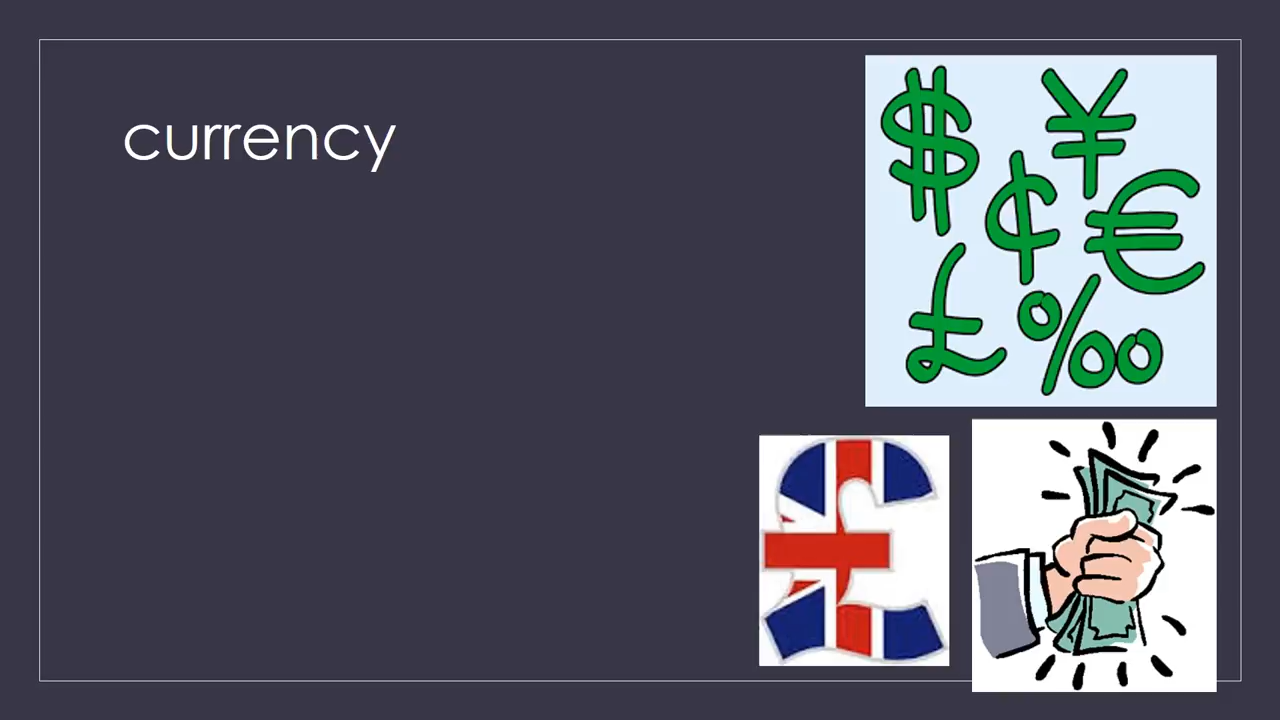 currency
$ ¥
¢ €
£ ‰
£